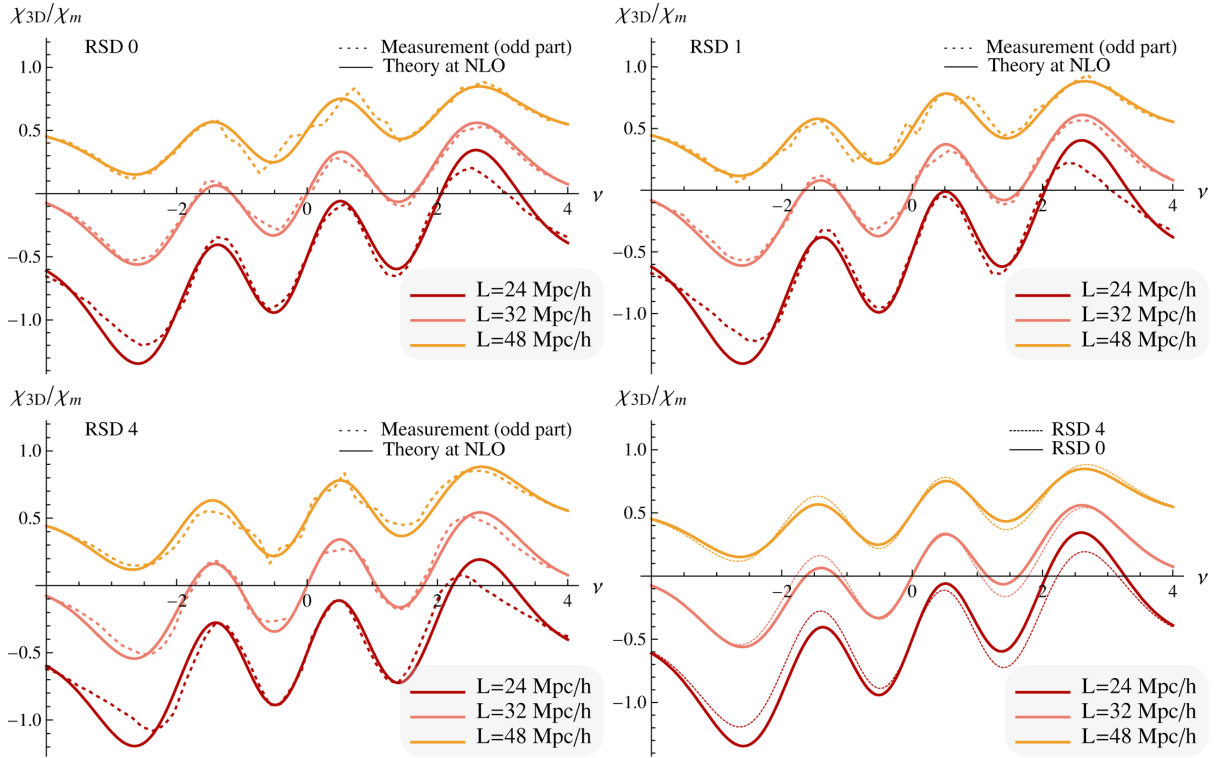 χ3D/χm
RSD 0
Measurement (odd part)
Theory at NLO
1.0
0.5
-0.5
-1.0
-2
0
2
4
ν
L=24 Mpc/h
L=32 Mpc/h
L=48 Mpc/h
χ3D/χm
RSD 1
Measurement (odd part)
Theory at NLO
1.0
0.5
-0.5
-1.0
-2
0
2
4
ν
L=24 Mpc/h
L=32 Mpc/h
L=48 Mpc/h
χ3D/χm
RSD 4
Measurement (odd part)
Theory at NLO
1.0
0.5
-0.5
-1.0
-2
0
2
4
ν
L=24 Mpc/h
L=32 Mpc/h
L=48 Mpc/h
χ3D/χm
RSD 4
RSD 0
1.0
0.5
-0.5
-1.0
-2
0
2
4
ν
L=24 Mpc/h
L=32 Mpc/h
L=48 Mpc/h